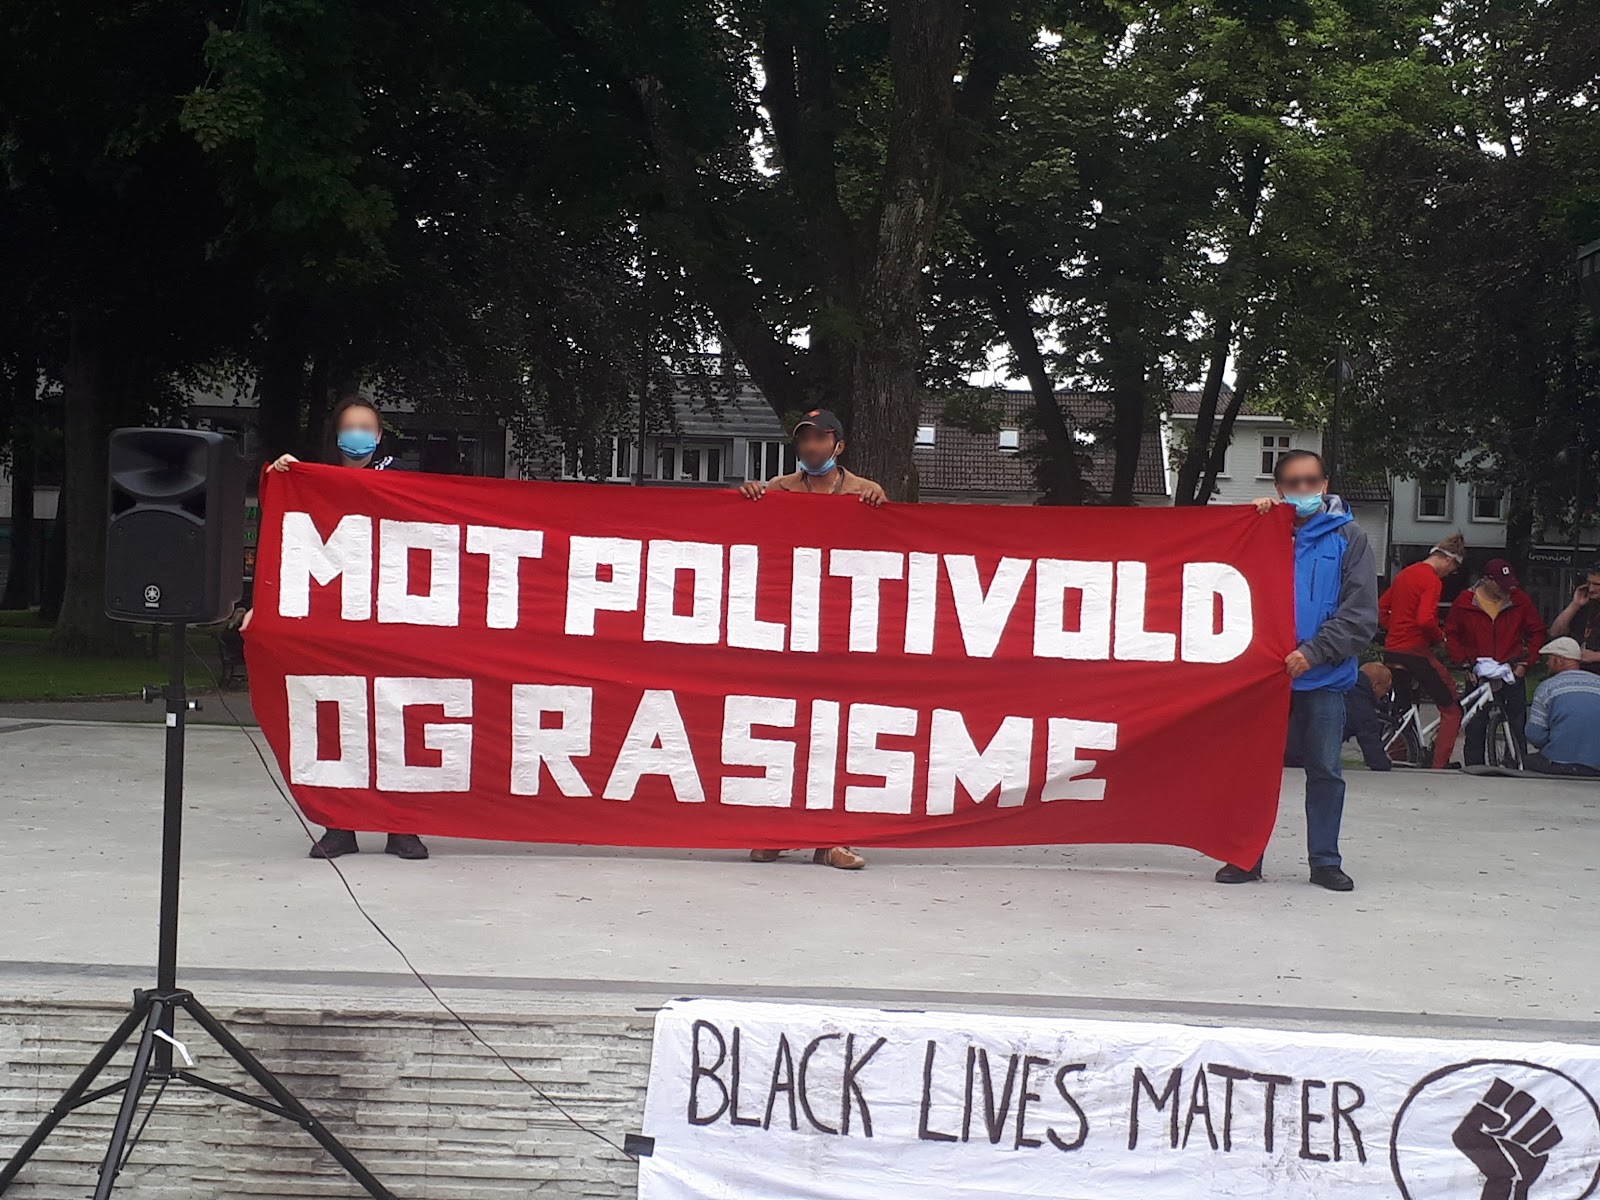 MOT POLITIVOLD
OG RASISME
BLACK LIVES MATTER